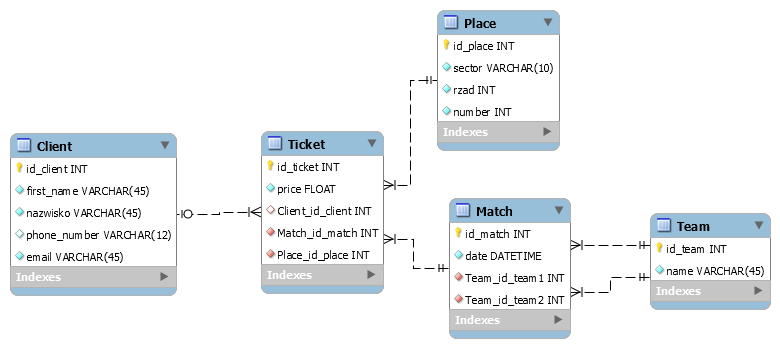 Place
id_place INT
sector VARCHAR(10)
rzad INT
number INT
Indexes
Client
id_client INT
first_name VARCHAR(45)
nazwisko VARCHAR(45)
phone_number VARCHAR(12)
email VARCHAR(45)
Indexes
Ticket
id_ticket INT
price FLOAT
Client_id_client INT
Match_id_match INT
Place_id_place INT
Indexes
Match
id_match INT
date DATETIME
Team_id_team1 INT
Team_id_team2 INT
Indexes
Team
id_team INT
name VARCHAR(45)
Indexes